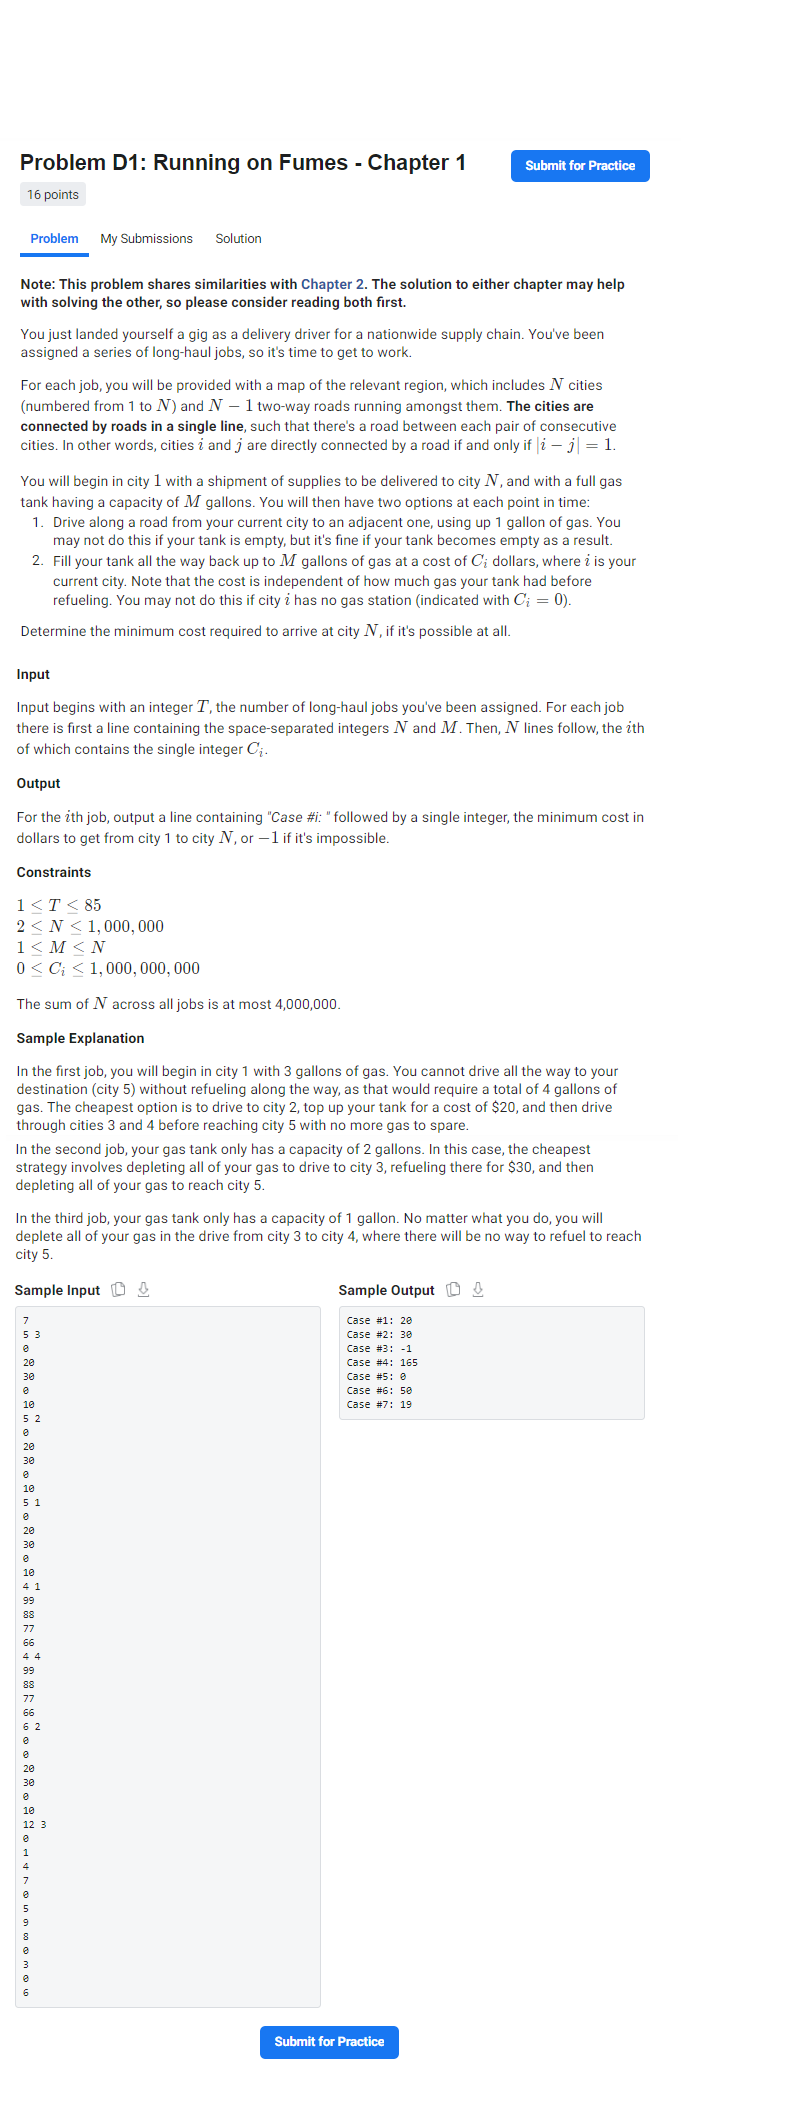 Problem D1: Running on Fumes - Chapter 1
Submit for Practice
16 points
Problem My Submissions Solution
Note: This problem shares similarities with Chapter 2. The solution to either chapter may help
with solving the other, so please consider reading both first.
You just landed yourself a gig as a delivery driver for a nationwide supply chain. You've been
assigned a series of long-haul jobs, so it's time to get to work.
For each job, you will be provided with a map of the relevant region, which includes N cities
(numbered from 1 to N) and N − 1 two-way roads running amongst them. The cities are
connected by roads in a single line, such that there's a road between each pair of consecutive
cities. In other words, cities i and j are directly connected by a road if and only if |i − j| = 1.
You will begin in city 1 with a shipment of supplies to be delivered to city N, and with a full gas
tank having a capacity of M gallons. You will then have two options at each point in time:
1. Drive along a road from your current city to an adjacent one, using up 1 gallon of gas. You
may not do this if your tank is empty, but it's fine if your tank becomes empty as a result.
2. Fill your tank all the way back up to M gallons of gas at a cost of Cᵢ dollars, where i is your
current city. Note that the cost is independent of how much gas your tank had before
refueling. You may not do this if city i has no gas station (indicated with Cᵢ = 0).
Determine the minimum cost required to arrive at city N, if it's possible at all.
Input
Input begins with an integer T, the number of long-haul jobs you've been assigned. For each job
there is first a line containing the space-separated integers N and M. Then, N lines follow, the ith
of which contains the single integer Cᵢ.
Output
For the ith job, output a line containing "Case #i: " followed by a single integer, the minimum cost in
dollars to get from city 1 to city N, or −1 if it's impossible.
Constraints
1 ≤ T ≤ 85
2 ≤ N ≤ 1,000,000
1 ≤ M ≤ N
0 ≤ Cᵢ ≤ 1,000,000,000
The sum of N across all jobs is at most 4,000,000.
Sample Explanation
In the first job, you will begin in city 1 with 3 gallons of gas. You cannot drive all the way to your
destination (city 5) without refueling along the way, as that would require a total of 4 gallons of
gas. The cheapest option is to drive to city 2, top up your tank for a cost of $20, and then drive
through cities 3 and 4 before reaching city 5 with no more gas to spare.
In the second job, your gas tank only has a capacity of 2 gallons. In this case, the cheapest
strategy involves depleting all of your gas to drive to city 3, refueling there for $30, and then
depleting all of your gas to reach city 5.
In the third job, your gas tank only has a capacity of 1 gallon. No matter what you do, you will
deplete all of your gas in the drive from city 3 to city 4, where there will be no way to refuel to reach
city 5.
Sample Input
7
5 3
0
20
30
0
10
5 2
0
20
30
0
10
5 1
0
20
30
0
10
4 1
99
88
77
66
4 4
99
88
77
66
6 2
0
0
20
30
0
10
12 3
0
1
4
7
0
5
9
8
0
3
0
6
Sample Output
Case #1: 20
Case #2: 30
Case #3: -1
Case #4: 165
Case #5: 0
Case #6: 50
Case #7: 19
Submit for Practice